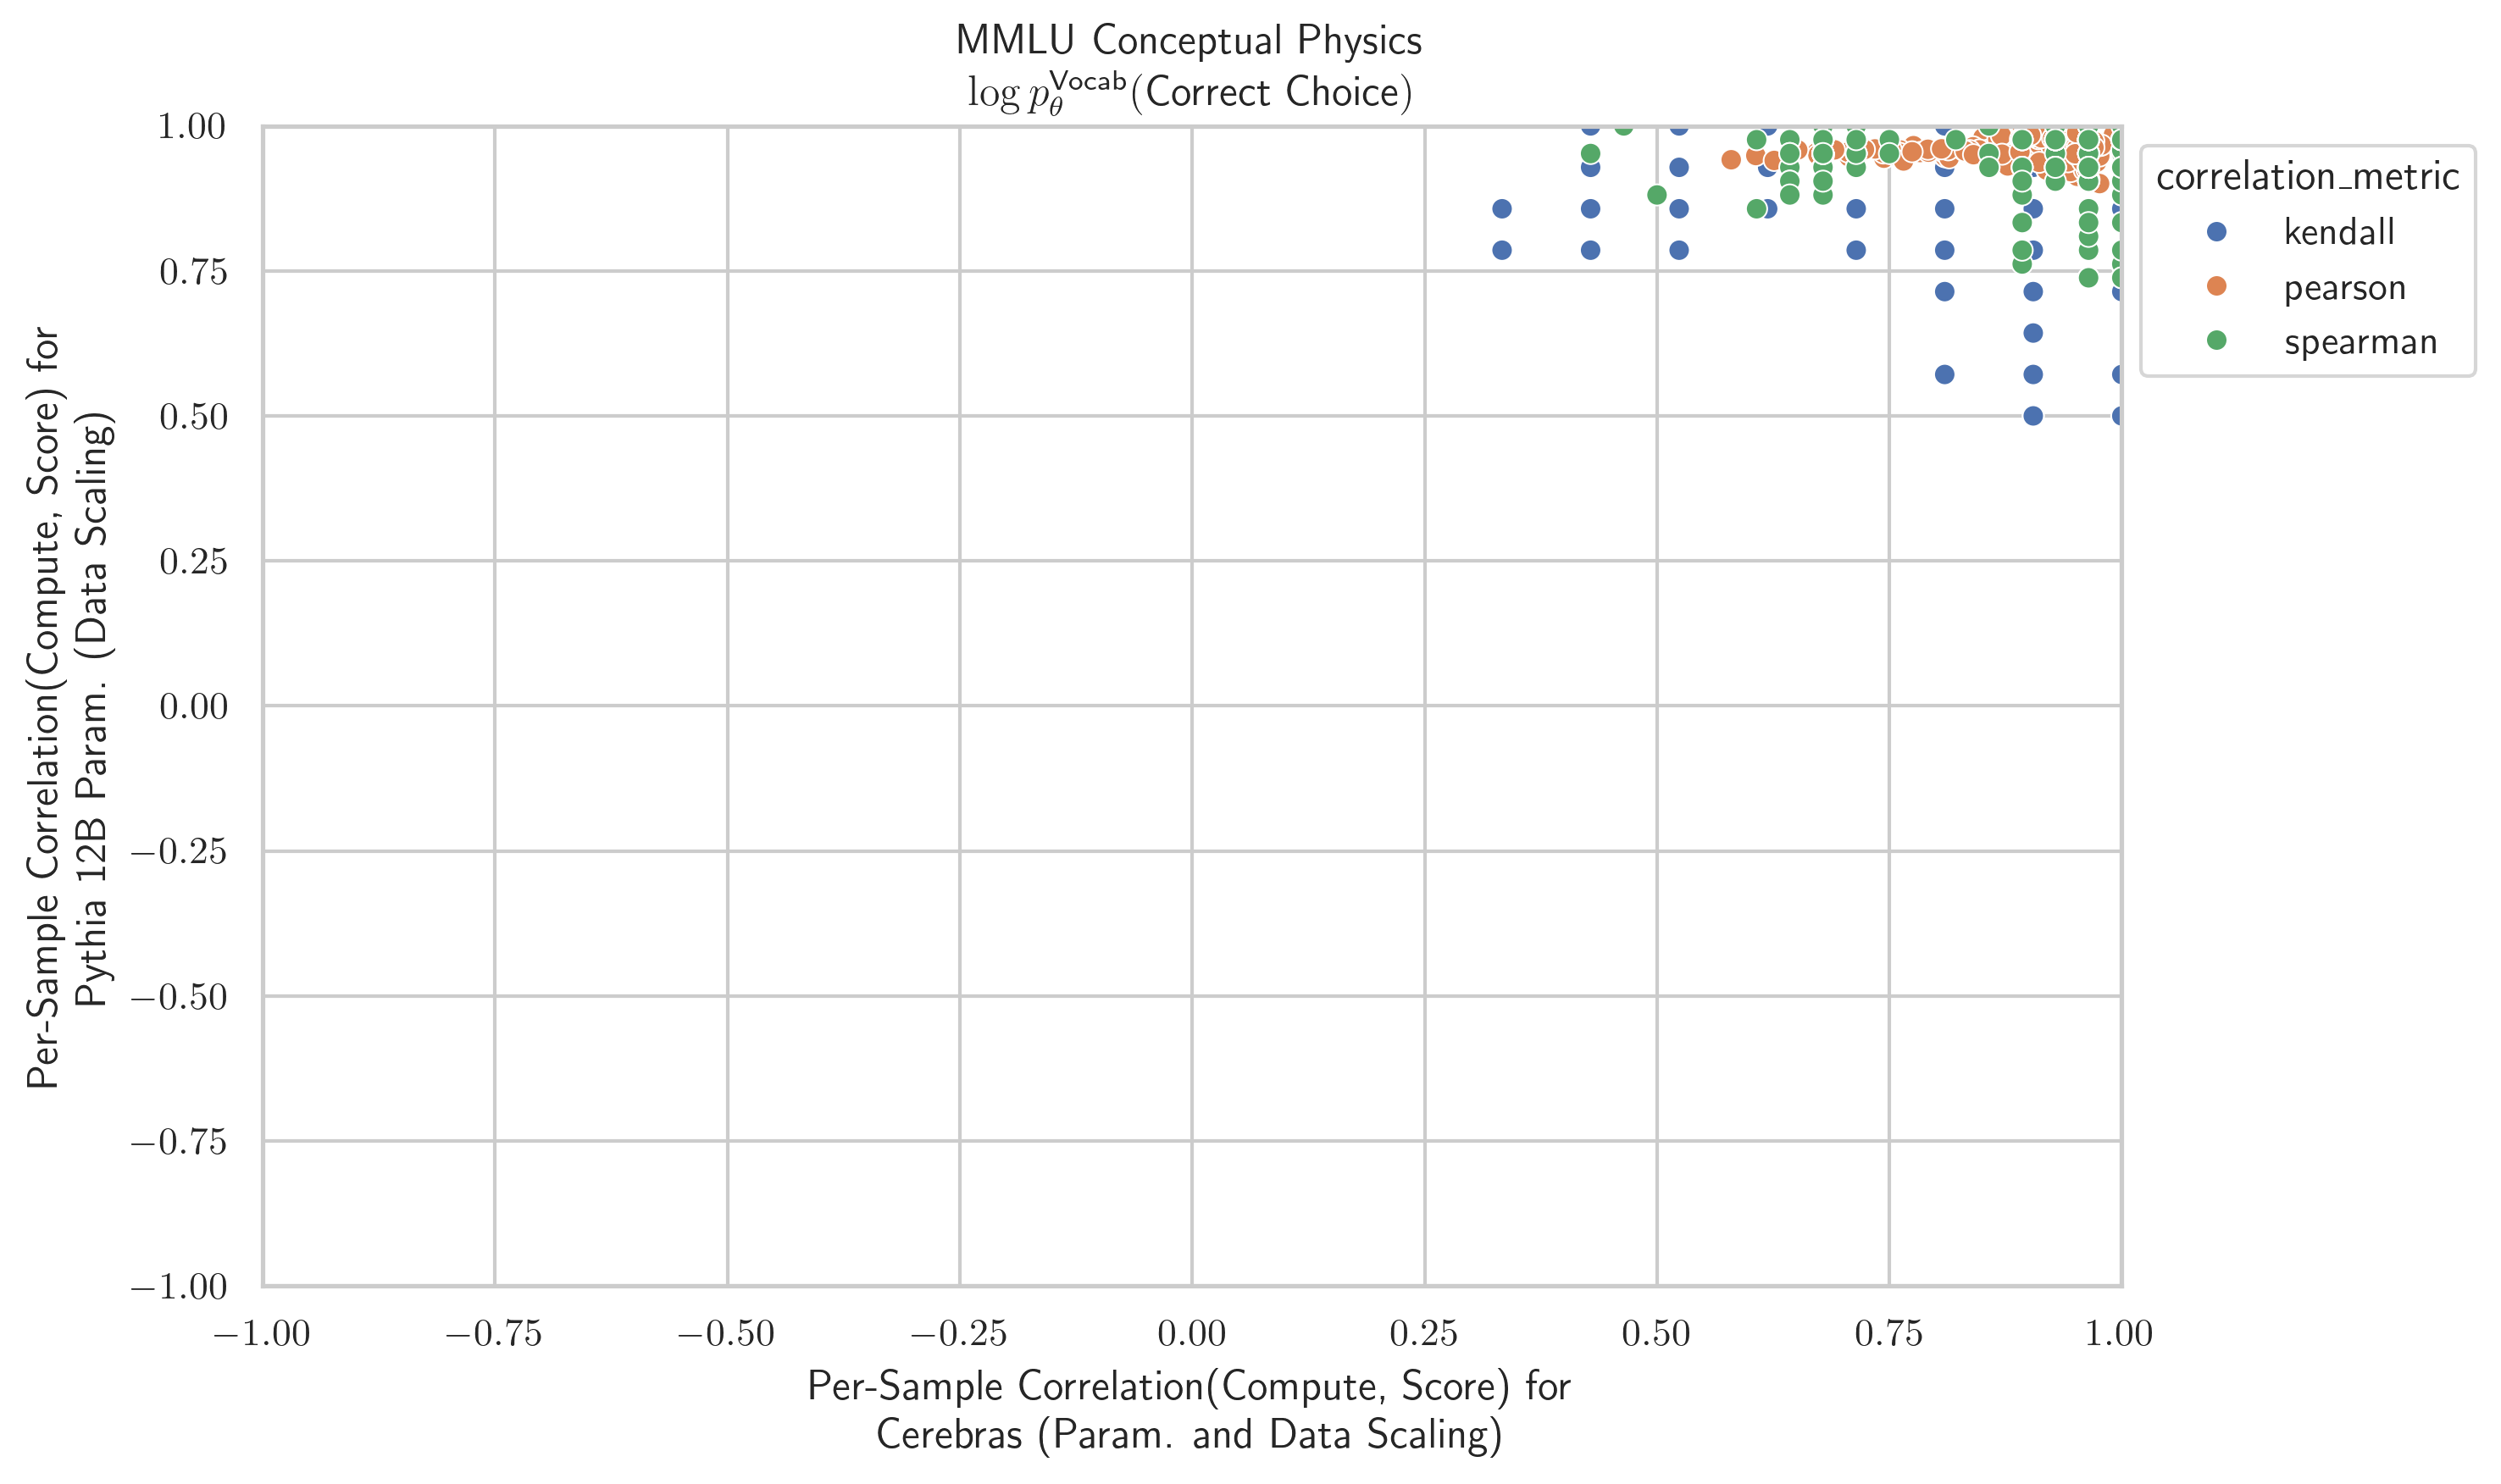 MMLU Conceptual Physics
log p_θ^Vocab(Correct Choice)
1.00
0.75
0.50
0.25
0.00
−0.25
−0.50
−0.75
−1.00
Per-Sample Correlation(Compute, Score) for
Pythia 12B Param. (Data Scaling)
correlation_metric
kendall
pearson
spearman
−1.00 −0.75 −0.50 −0.25 0.00 0.25 0.50 0.75 1.00
Per-Sample Correlation(Compute, Score) for
Cerebras (Param. and Data Scaling)